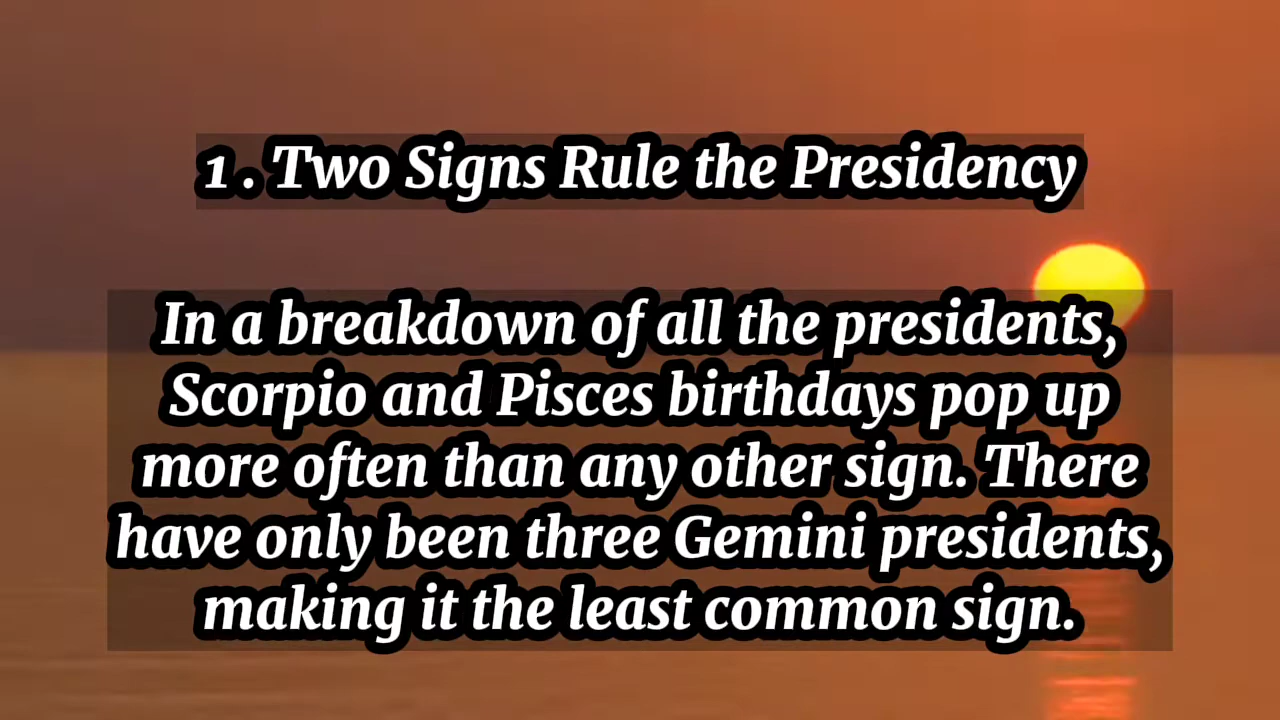 1 . Two Signs Rule the Presidency
In a breakdown of all the presidents,
Scorpio and Pisces birthdays pop up
more often than any other sign. There
have only been three Gemini presidents,
making it the least common sign.